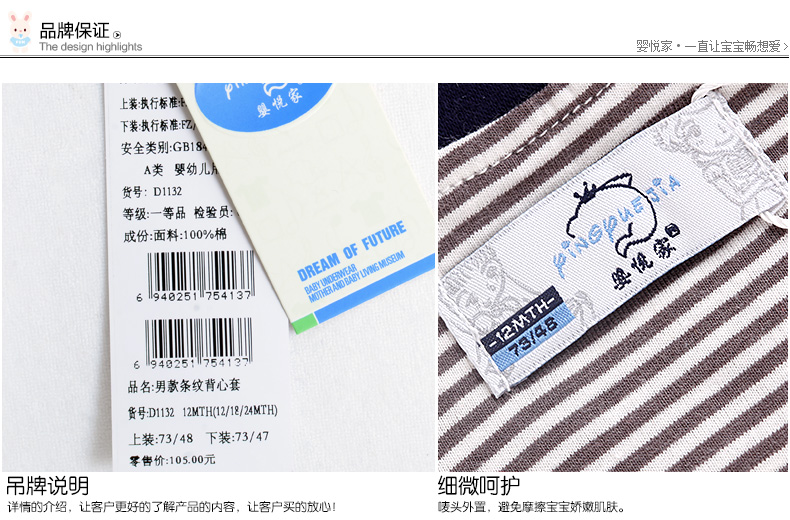 品牌保证
The design highlights
婴悦家·一直让宝宝畅想爱
上装:执行标准:F
下装:执行标准:FZ/
安全类别:GB184
A类 婴幼儿
货号: D1132
等级:一等品 检验员:
成份:面料:100%棉
6 940251 754137
6 940251 754137
品名:男款条纹背心套
货号:D1132 12MTH(12/18/24MTH)
上装:73/48 下装:73/47
零售价:105.00元
婴悦家
DREAM OF FUTURE
BABY UNDERWEAR
MOTHER AND BABY LIVING MUSEUM
婴悦家
-12MTH-
73/48
吊牌说明
详情的介绍，让客户更好的了解产品的内容，让客户买的放心！
细微呵护
唛头外置，避免摩擦宝宝娇嫩肌肤。